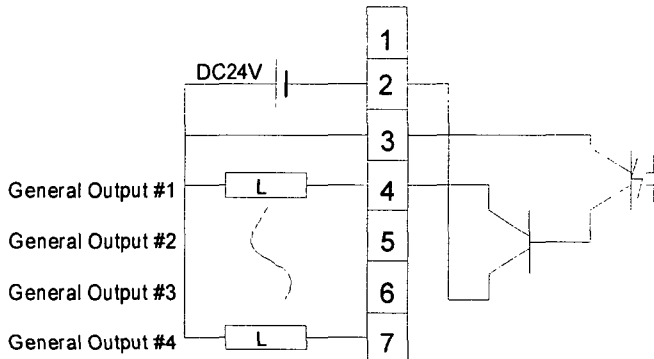 1
DC24V
2
3
General Output #1
L
4
General Output #2
5
General Output #3
6
General Output #4
L
7